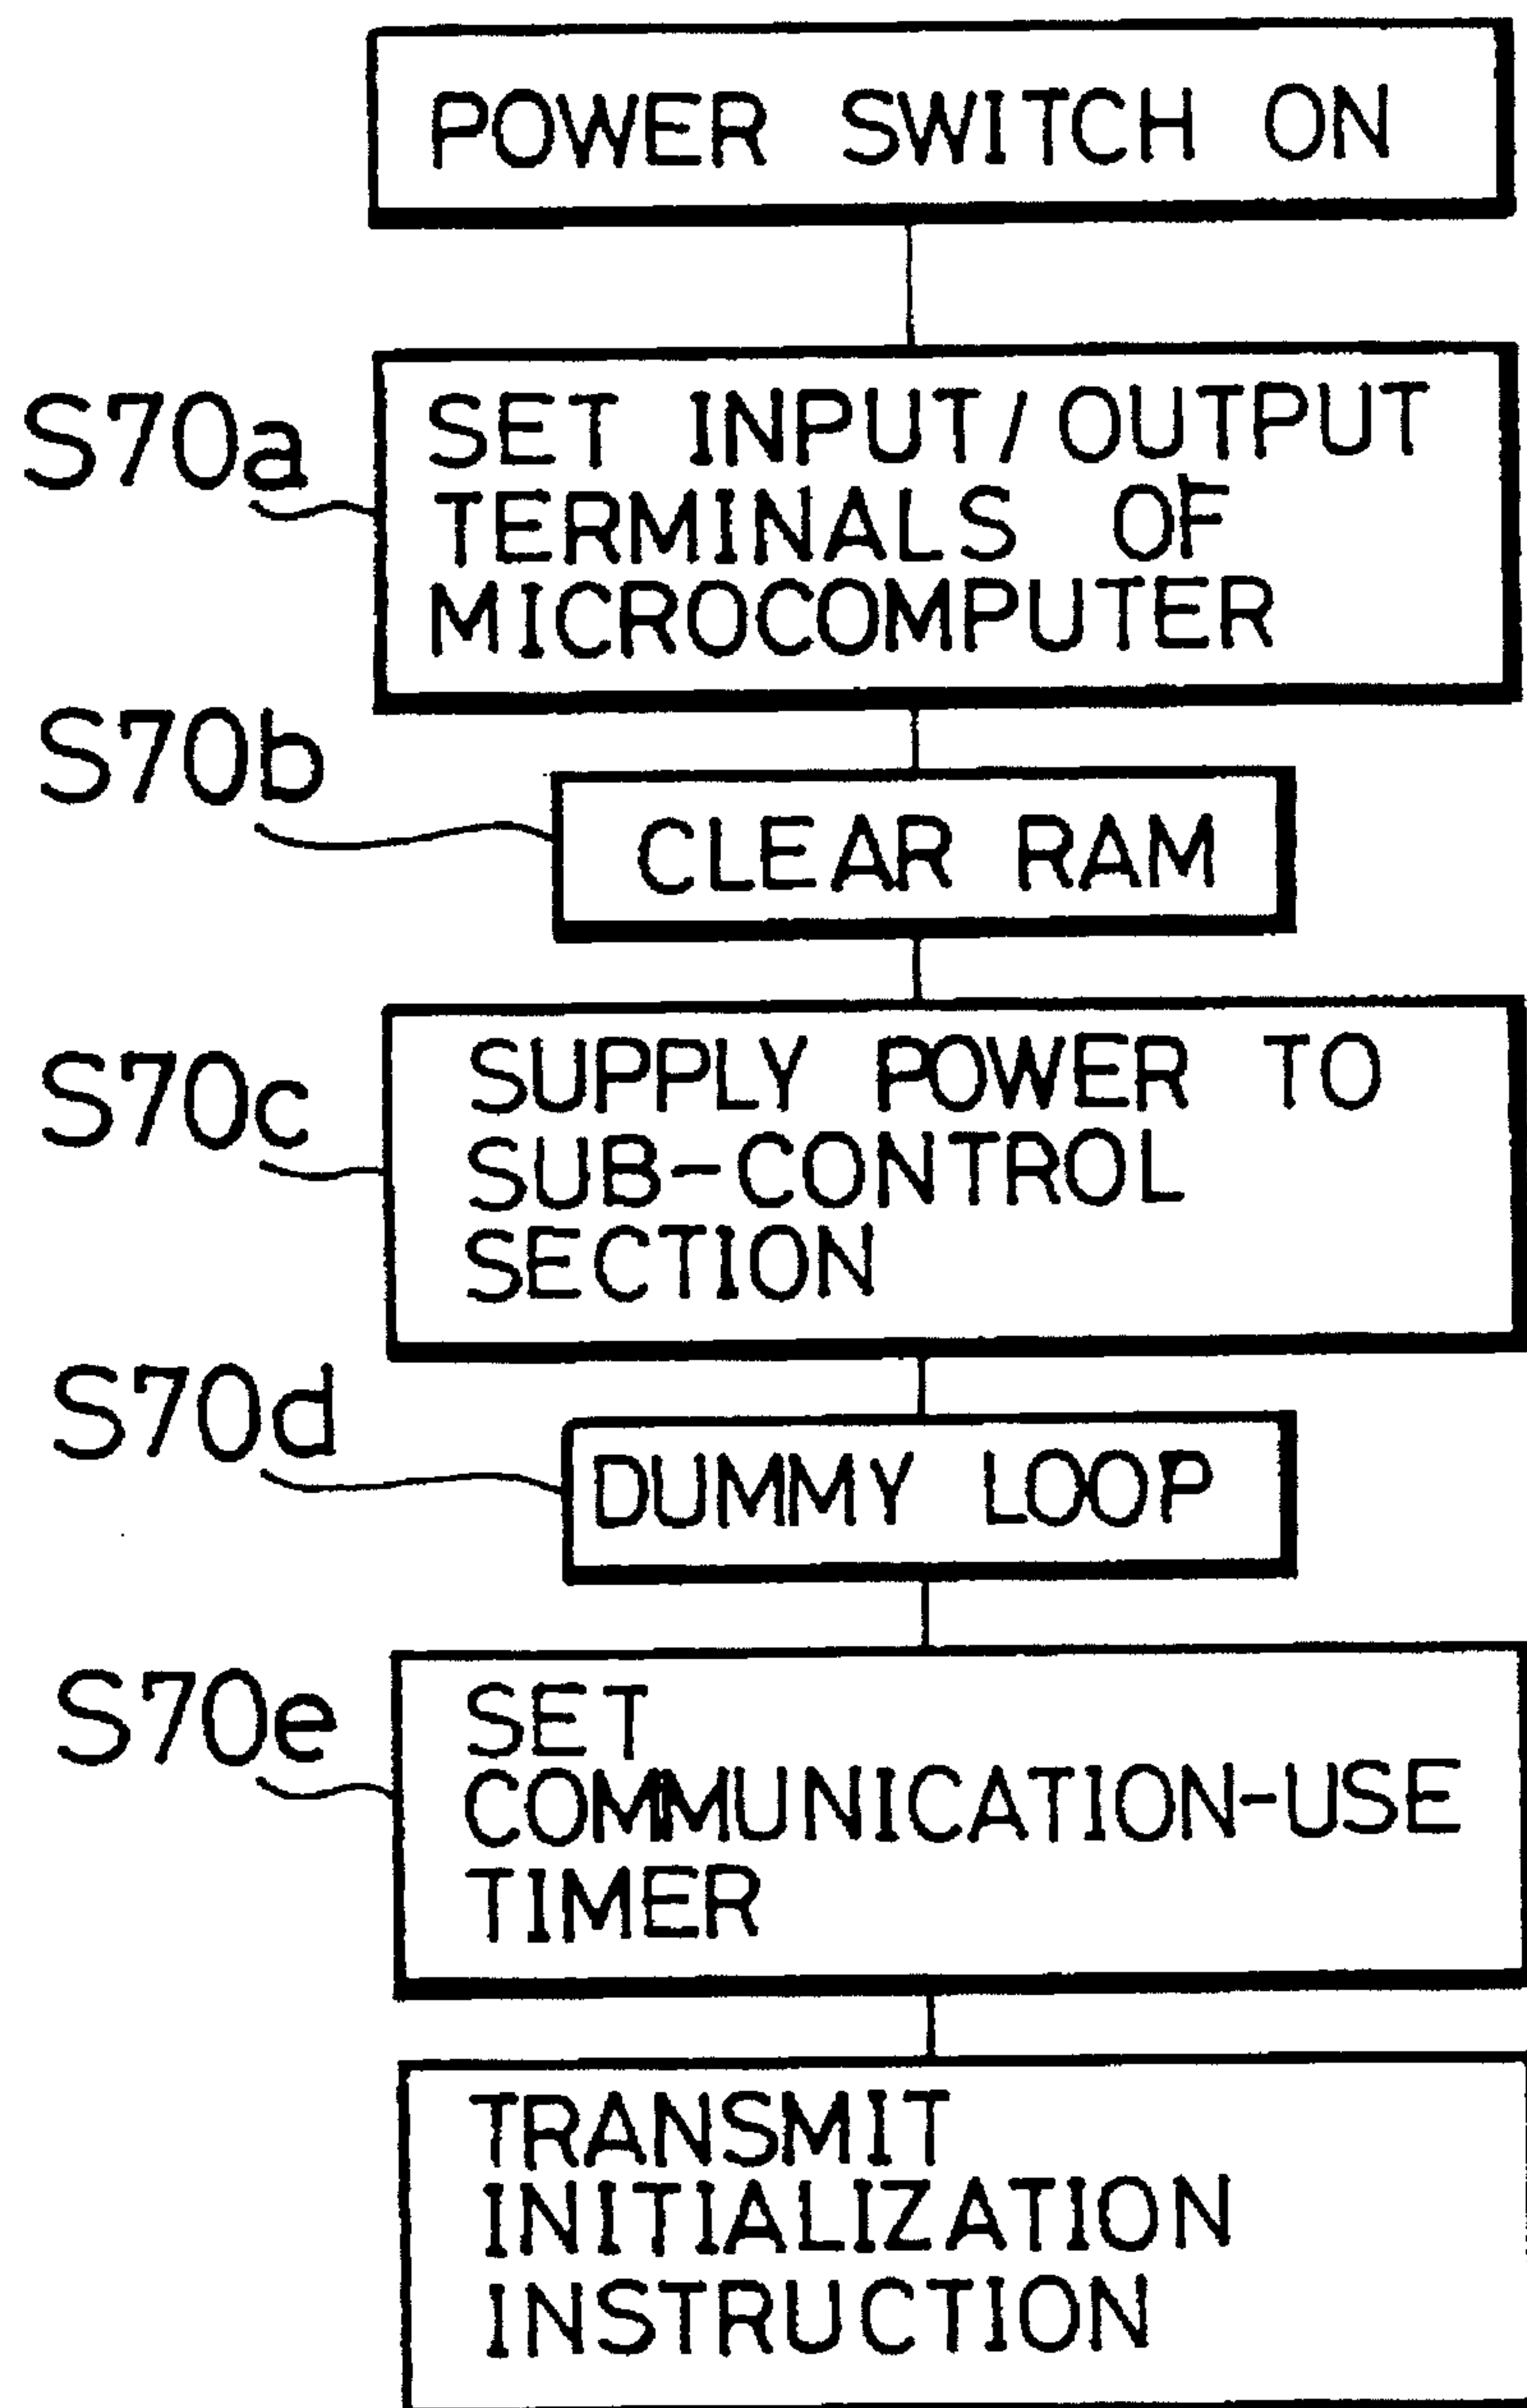 POWER SWITCH ON
S70a
SET INPUT/OUTPUT
TERMINALS OF
MICROCOMPUTER
S70b
CLEAR RAM
S70c
SUPPLY POWER TO
SUB-CONTROL
SECTION
S70d
DUMMY LOOP
S70e
SET
COMMUNICATION-USE
TIMER
TRANSMIT
INITIALIZATION
INSTRUCTION